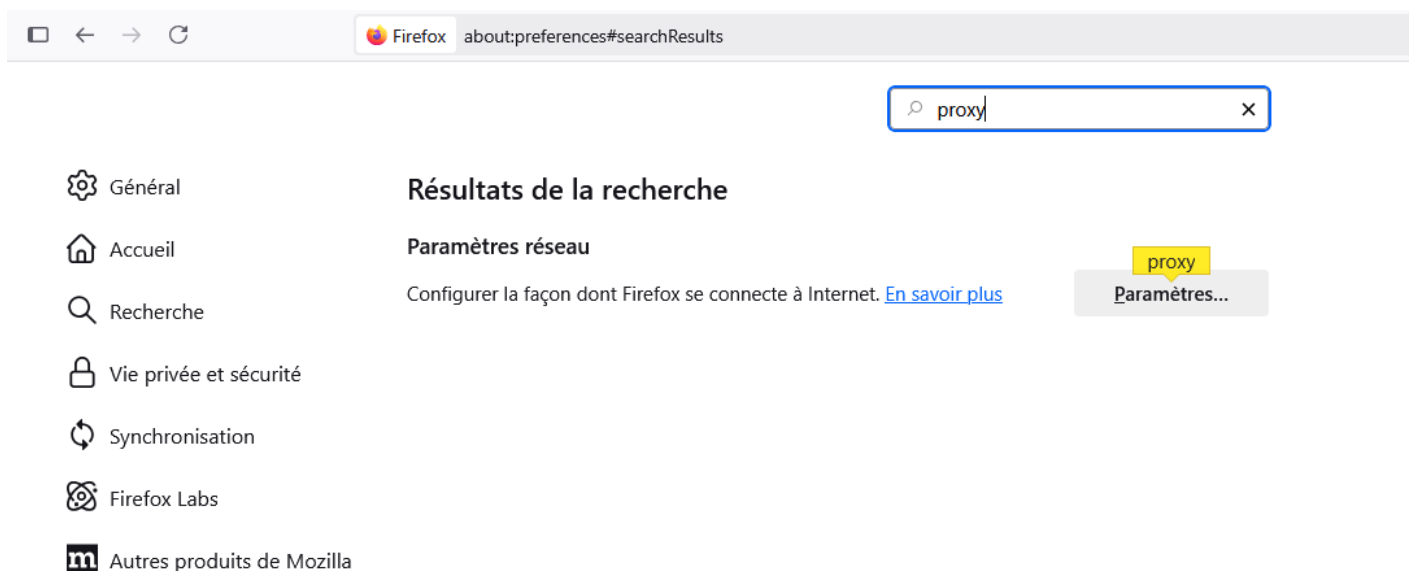 Firefox about:preferences#searchResults
proxy
Général
Accueil
Recherche
Vie privée et sécurité
Synchronisation
Firefox Labs
Autres produits de Mozilla
Résultats de la recherche
Paramètres réseau
Configurer la façon dont Firefox se connecte à Internet. En savoir plus
proxy
Paramètres...